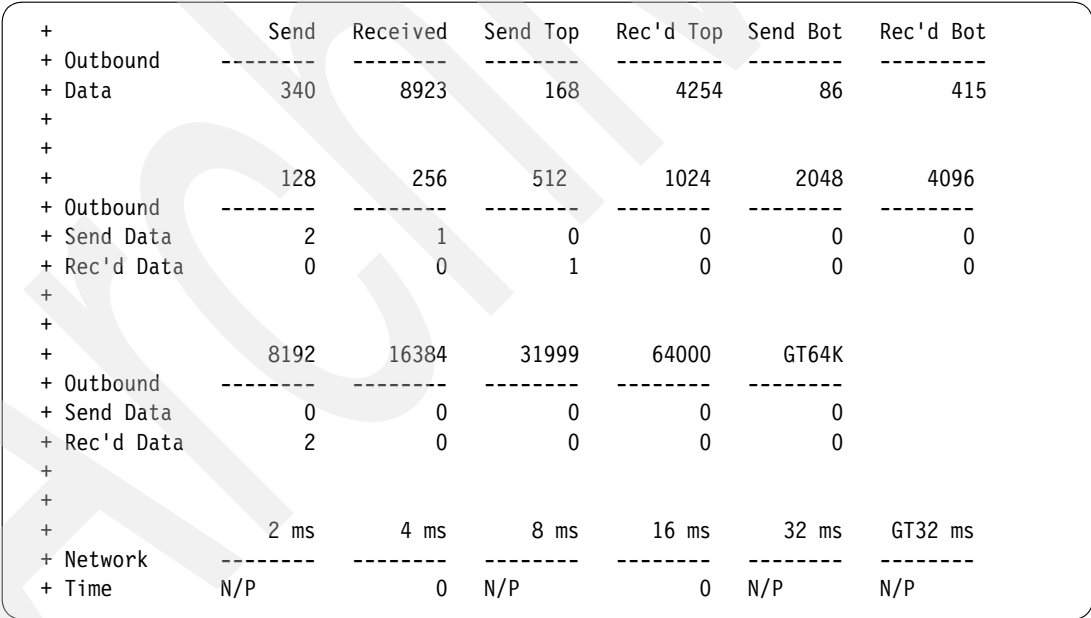 + Send Received Send Top Rec'd Top Send Bot Rec'd Bot
+ Outbound -------- -------- -------- --------- -------- ---------
+ Data 340 8923 168 4254 86 415
+
+
+ 128 256 512 1024 2048 4096
+ Outbound -------- -------- -------- -------- -------- --------
+ Send Data 2 1 0 0 0 0
+ Rec'd Data 0 0 1 0 0 0
+
+
+ 8192 16384 31999 64000 GT64K
+ Outbound -------- -------- -------- -------- --------
+ Send Data 0 0 0 0 0
+ Rec'd Data 2 0 0 0 0
+
+
+ 2 ms 4 ms 8 ms 16 ms 32 ms GT32 ms
+ Network -------- -------- -------- -------- -------- --------
+ Time N/P 0 N/P 0 N/P N/P